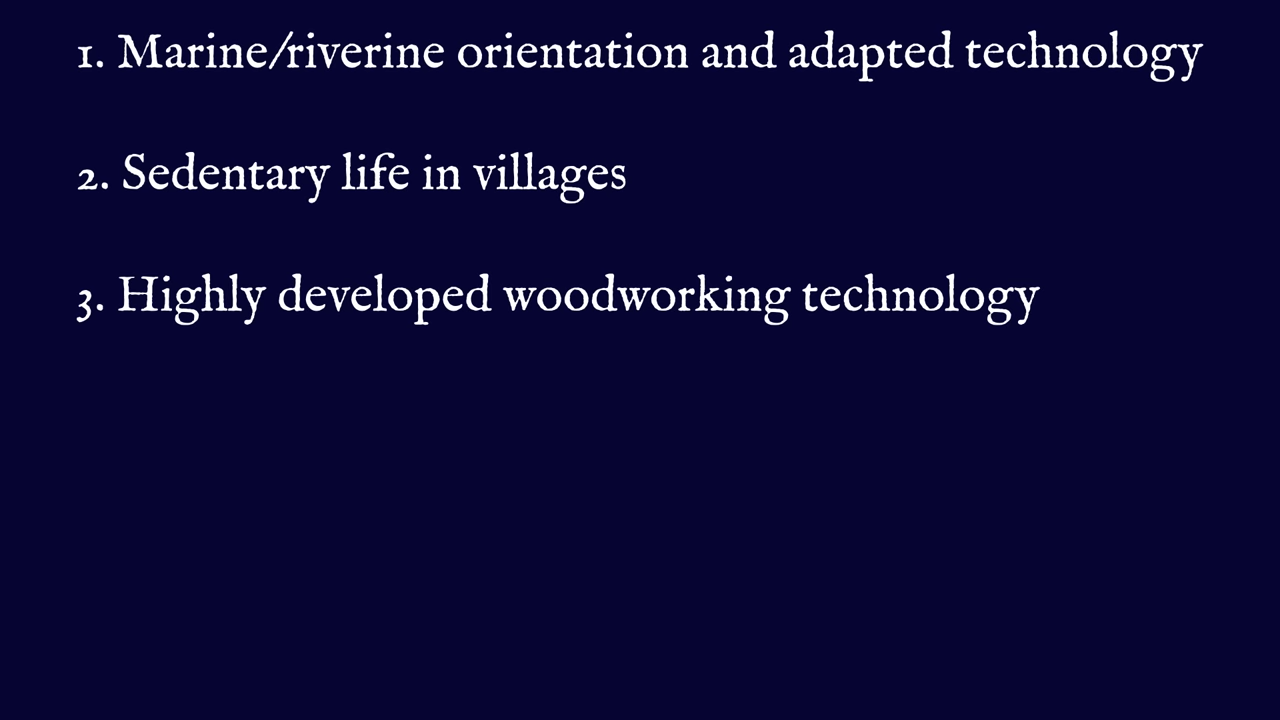 1. Marine/riverine orientation and adapted technology
2. Sedentary life in villages
3. Highly developed woodworking technology